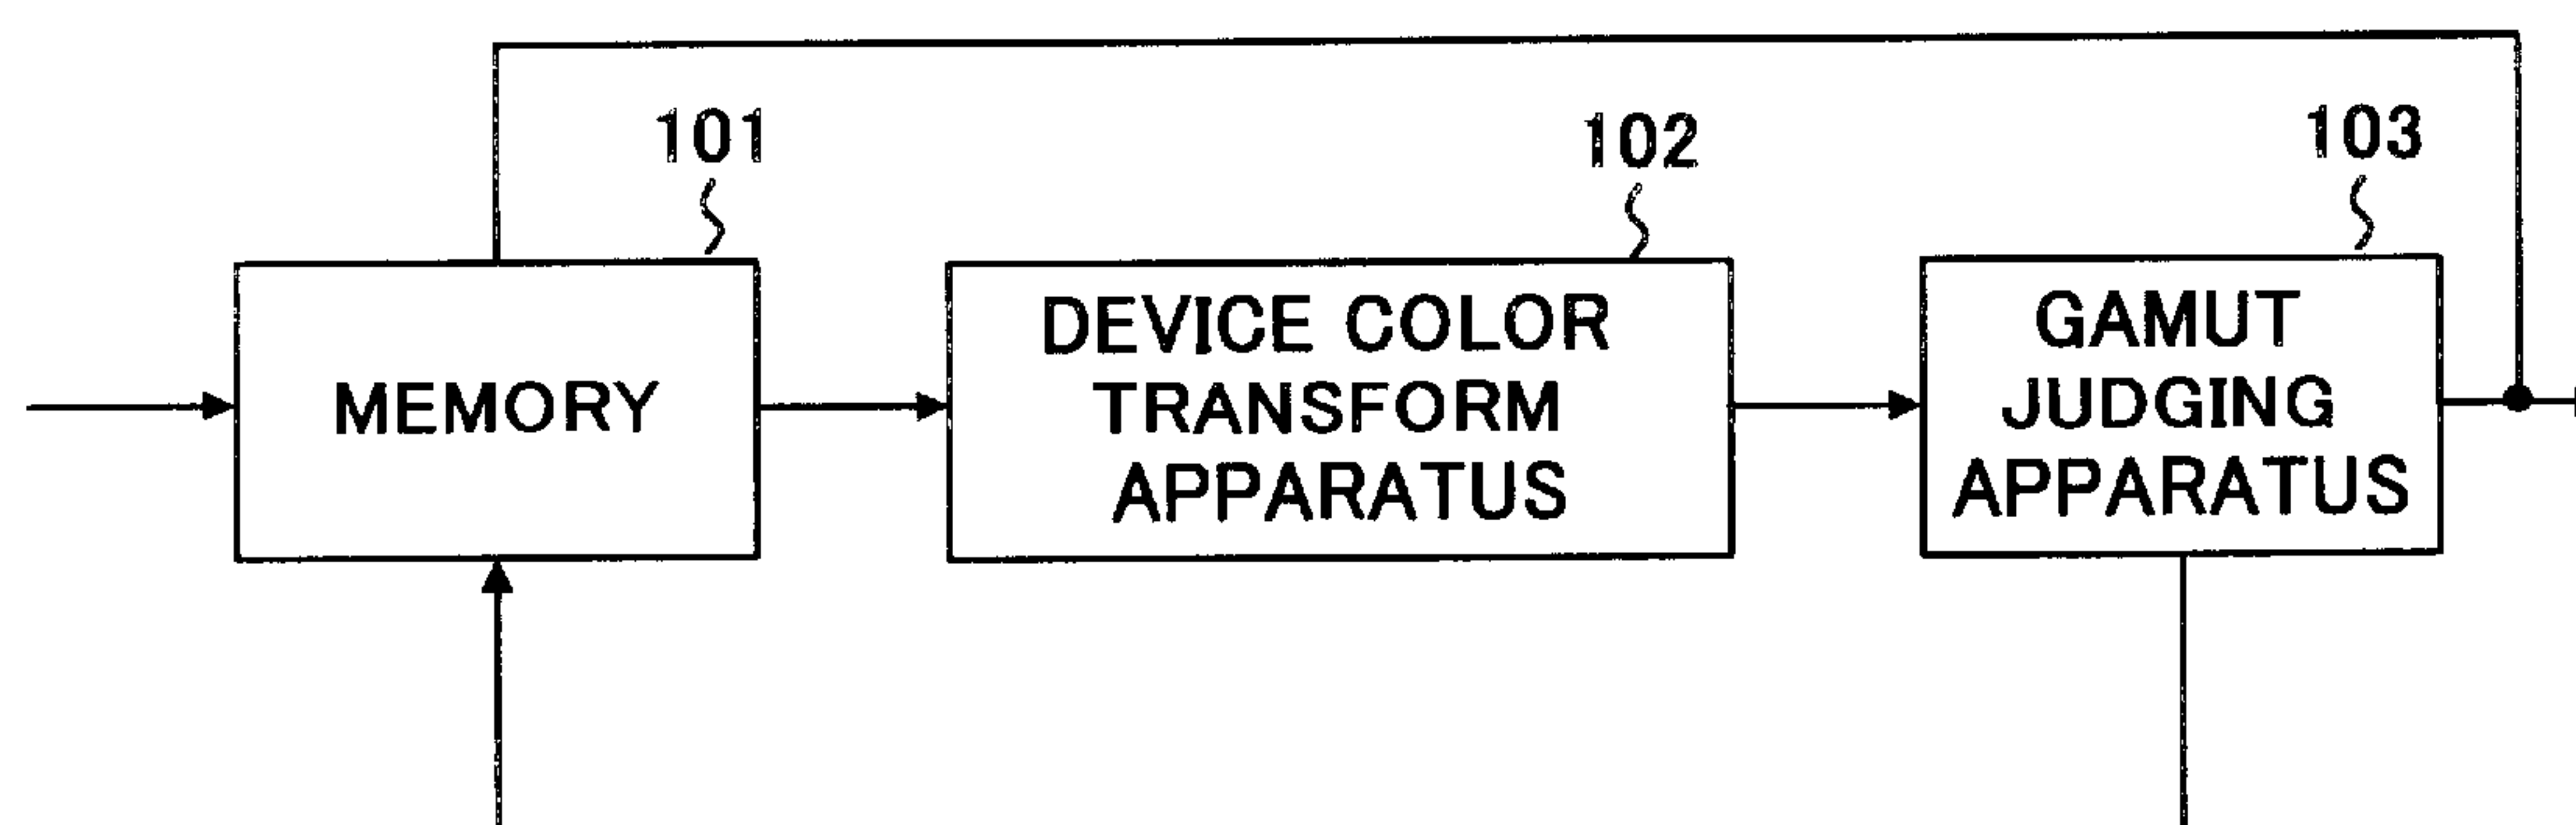 101
102
103
MEMORY
DEVICE COLOR
TRANSFORM
APPARATUS
GAMUT
JUDGING
APPARATUS